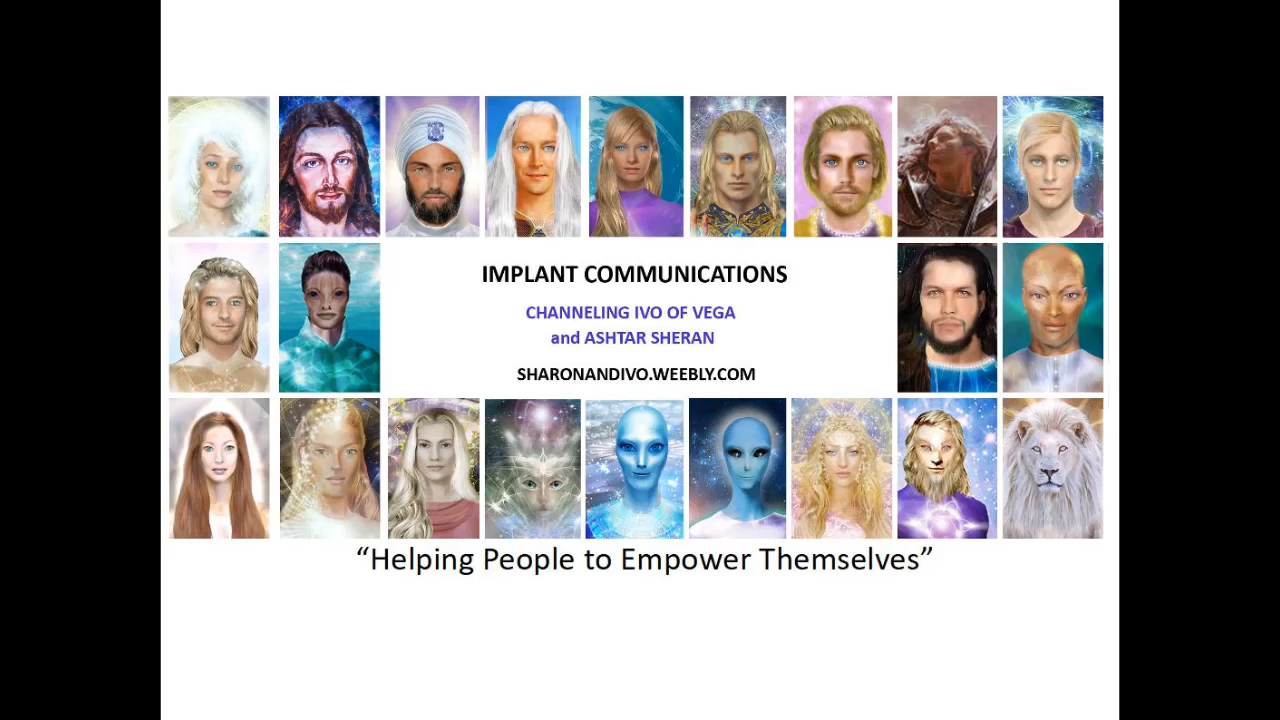 IMPLANT COMMUNICATIONS
CHANNELING IVO OF VEGA
and ASHTAR SHERAN
SHARONANDIVO.WEEBLY.COM
“Helping People to Empower Themselves”